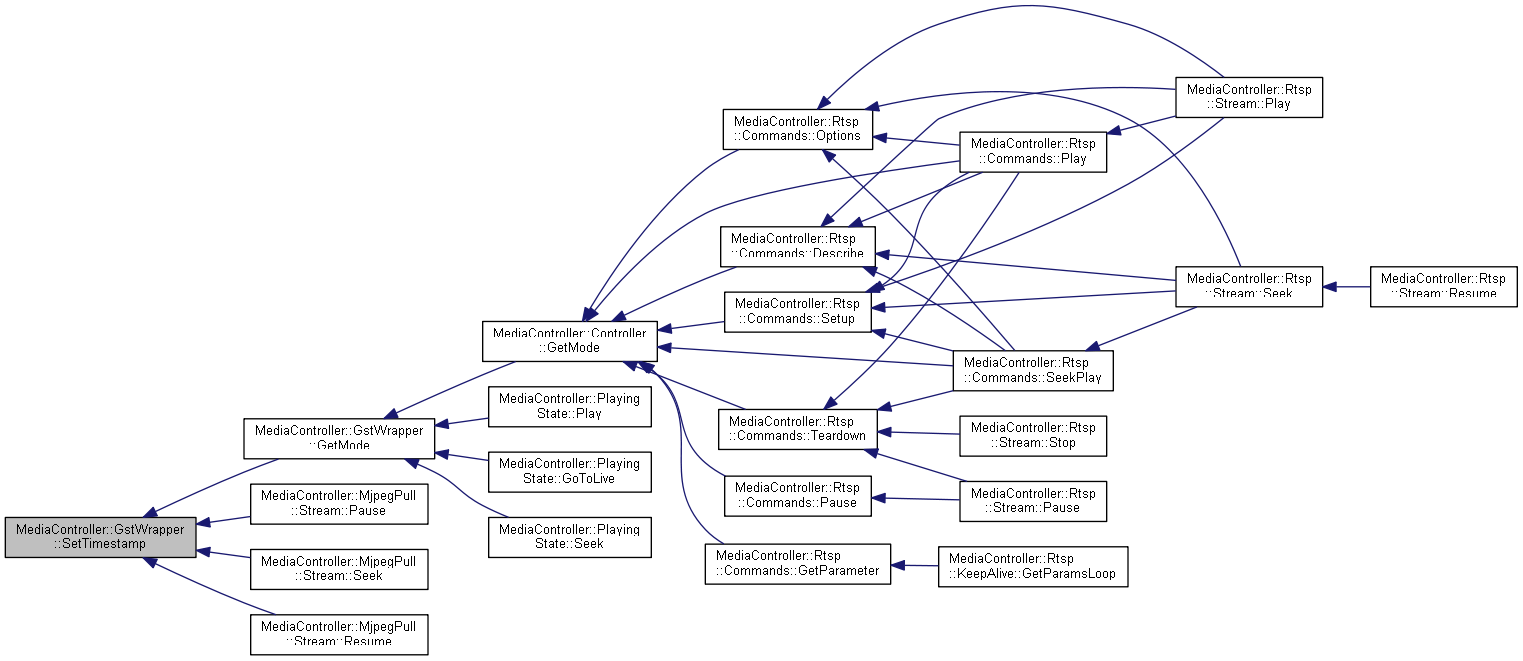 MediaController::GstWrapper
::SetTimestamp
MediaController::GstWrapper
::GetMode
MediaController::MjpegPull
Stream::Pause
MediaController::MjpegPull
Stream::Seek
MediaController::MjpegPull
Stream::Resume
MediaController::Controller
::GetMode
MediaController::Playing
State::Play
MediaController::Playing
State::GoToLive
MediaController::Playing
State::Seek
MediaController::Rtsp
::Commands::Options
MediaController::Rtsp
::Commands::Describe
MediaController::Rtsp
::Commands::Setup
MediaController::Rtsp
::Commands::Teardown
MediaController::Rtsp
::Commands::Pause
MediaController::Rtsp
::Commands::GetParameter
MediaController::Rtsp
::Commands::Play
MediaController::Rtsp
::Commands::SeekPlay
MediaController::Rtsp
::Stream::Stop
MediaController::Rtsp
::Stream::Pause
MediaController::Rtsp
::KeepAlive::GetParamsLoop
MediaController::Rtsp
::Stream::Play
MediaController::Rtsp
::Stream::Seek
MediaController::Rtsp
::Stream::Resume